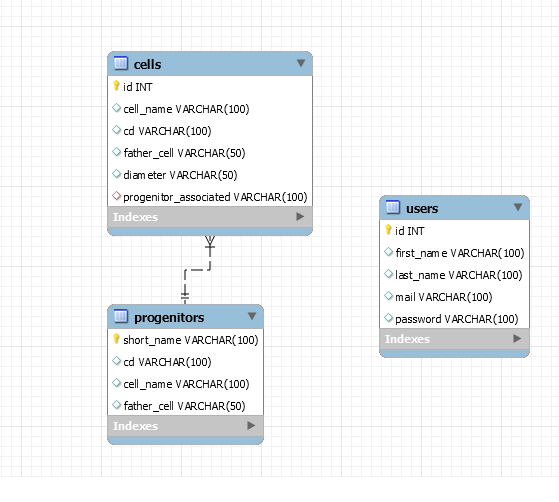 cells
id INT
cell_name VARCHAR(100)
cd VARCHAR(100)
father_cell VARCHAR(50)
diameter VARCHAR(50)
progenitor_associated VARCHAR(100)
Indexes
progenitors
short_name VARCHAR(100)
cd VARCHAR(100)
cell_name VARCHAR(100)
father_cell VARCHAR(50)
Indexes
users
id INT
first_name VARCHAR(100)
last_name VARCHAR(100)
mail VARCHAR(100)
password VARCHAR(100)
Indexes